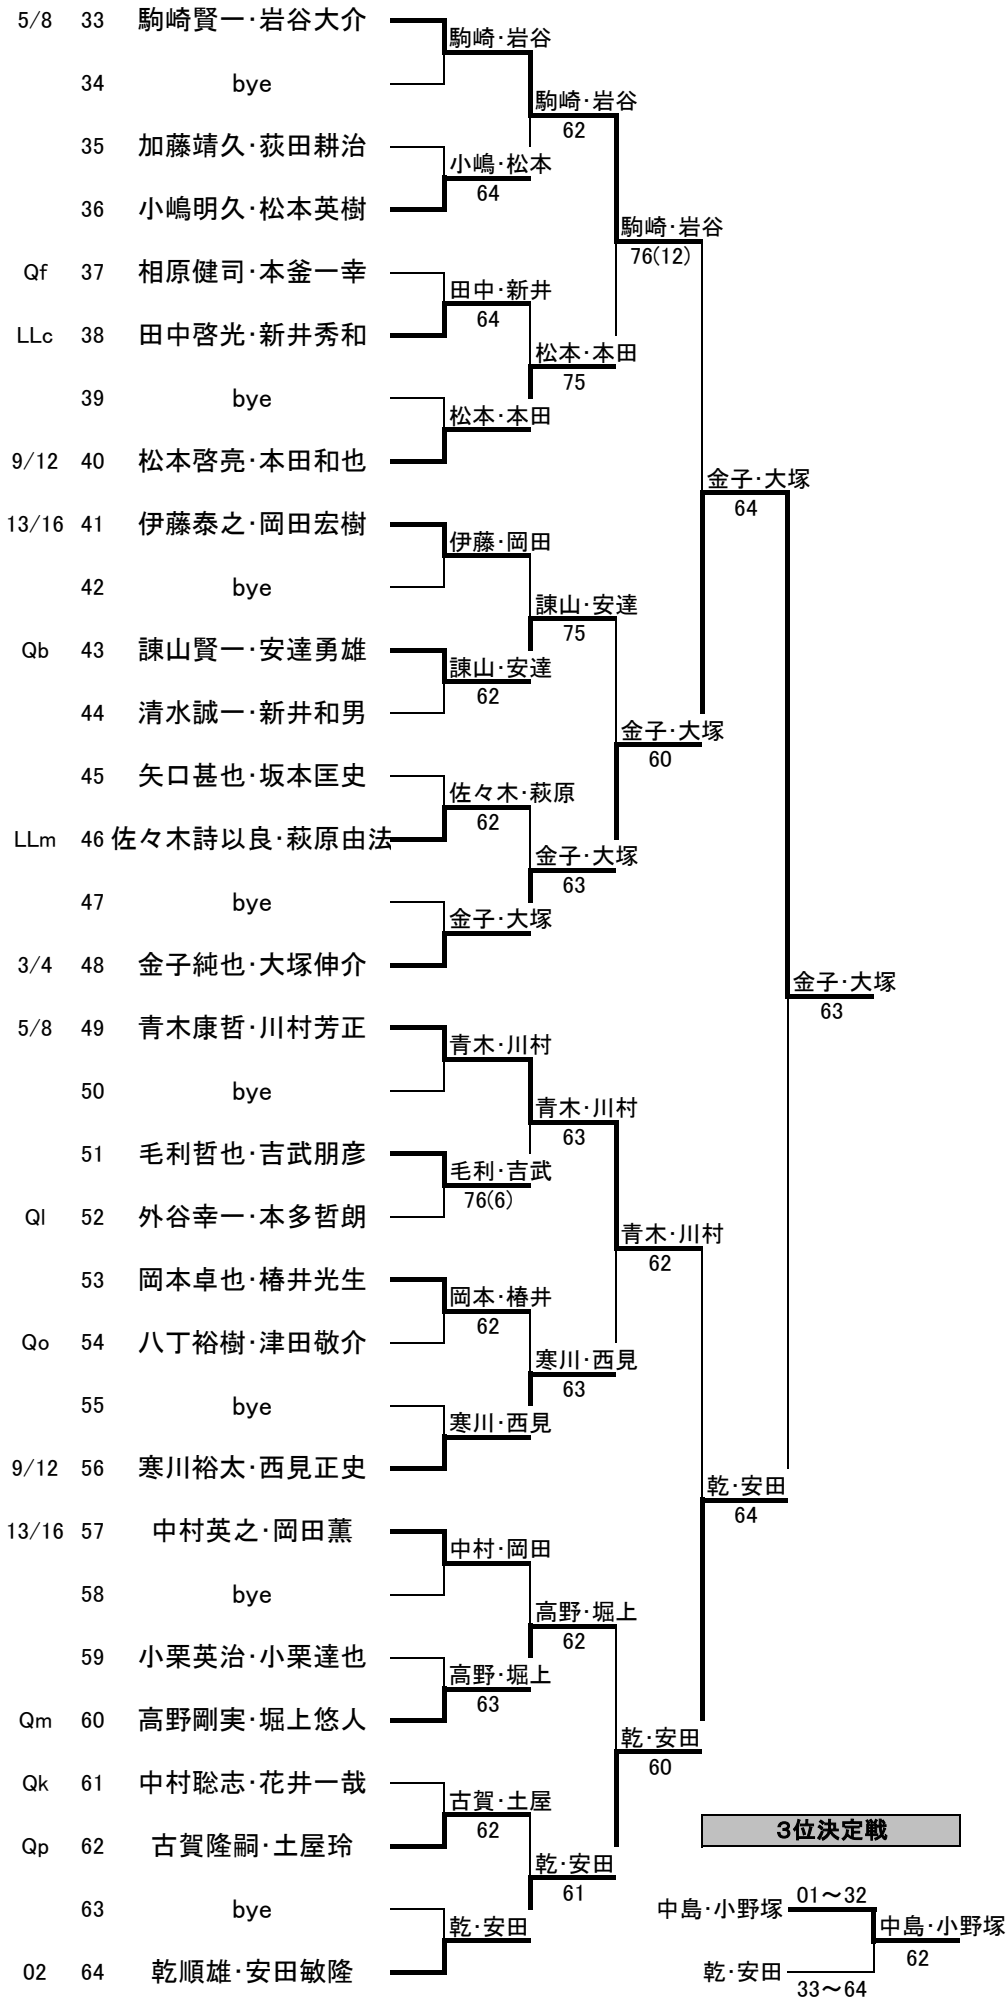 5/8 33 駒崎賢一・岩谷大介
駒崎・岩谷
34 bye
駒崎・岩谷
62
35 加藤靖久・荻田耕治
小嶋・松本
64
36 小嶋明久・松本英樹
駒崎・岩谷
76(12)
Qf 37 相原健司・本釜一幸
田中・新井
64
LLc 38 田中啓光・新井秀和
松本・本田
75
39 bye
松本・本田
9/12 40 松本啓亮・本田和也
金子・大塚
64
13/16 41 伊藤泰之・岡田宏樹
伊藤・岡田
42 bye
諌山・安達
75
Qb 43 諌山賢一・安達勇雄
諌山・安達
62
44 清水誠一・新井和男
金子・大塚
60
45 矢口甚也・坂本匡史
佐々木・萩原
62
LLm 46 佐々木詩以良・萩原由法
金子・大塚
63
47 bye
金子・大塚
3/4 48 金子純也・大塚伸介
金子・大塚
63
5/8 49 青木康哲・川村芳正
青木・川村
50 bye
青木・川村
63
51 毛利哲也・吉武朋彦
毛利・吉武
76(6)
Ql 52 外谷幸一・本多哲朗
青木・川村
62
53 岡本卓也・椿井光生
岡本・椿井
62
Qo 54 八丁裕樹・津田敬介
寒川・西見
63
55 bye
寒川・西見
9/12 56 寒川裕太・西見正史
乾・安田
64
13/16 57 中村英之・岡田薫
中村・岡田
58 bye
高野・堀上
62
59 小栗英治・小栗達也
高野・堀上
63
Qm 60 高野剛実・堀上悠人
乾・安田
60
Qk 61 中村聡志・花井一哉
古賀・土屋
62
Qp 62 古賀隆嗣・土屋玲
乾・安田
61
63 bye
乾・安田
02 64 乾順雄・安田敏隆
3位決定戦
01～32
中島・小野塚
中島・小野塚
62
乾・安田
33～64